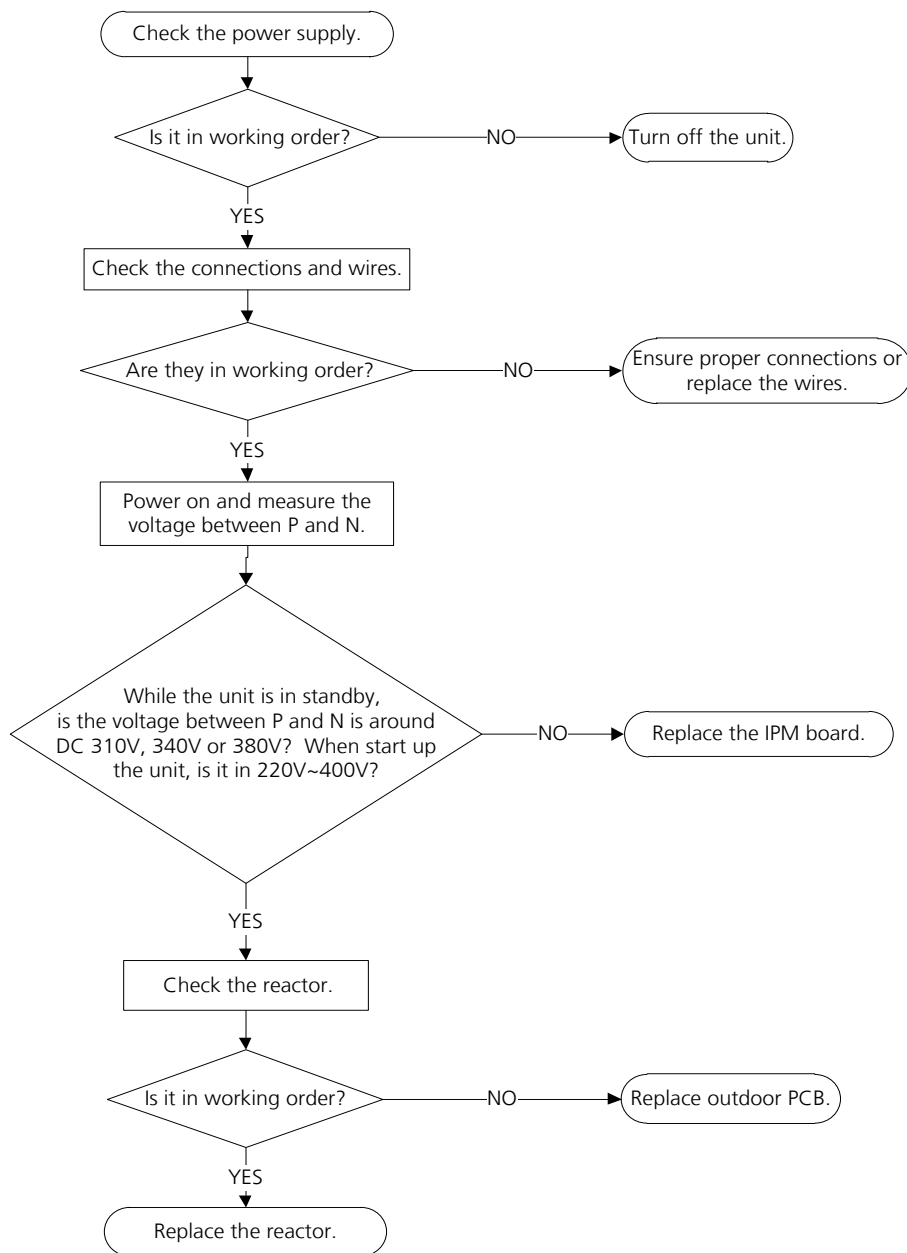 Check the power supply.
Is it in working order?
NO
Turn off the unit.
YES
Check the connections and wires.
Are they in working order?
NO
Ensure proper connections or
replace the wires.
YES
Power on and measure the
voltage between P and N.
While the unit is in standby,
is the voltage between P and N is around
DC 310V, 340V or 380V? When start up
the unit, is it in 220V~400V?
NO
Replace the IPM board.
YES
Check the reactor.
Is it in working order?
NO
Replace outdoor PCB.
YES
Replace the reactor.